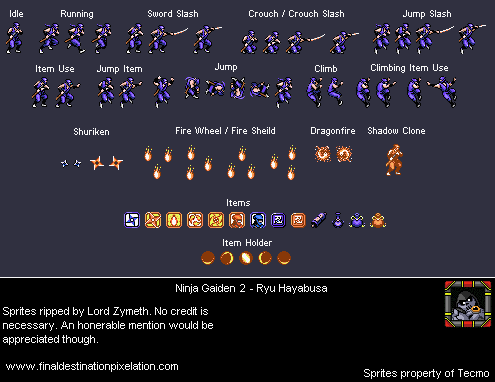 Idle Running Sword Slash Crouch / Crouch Slash Jump Slash
Item Use Jump Item Jump Climb Climbing Item Use
Shuriken Fire Wheel / Fire Sheild Dragonfire Shadow Clone
Items
Item Holder
Ninja Gaiden 2 - Ryu Hayabusa
Sprites ripped by Lord Zymeth. No credit is
necessary. An honerable mention would be
appreciated though.
www.finaldestinationpixelation.com
Sprites property of Tecmo